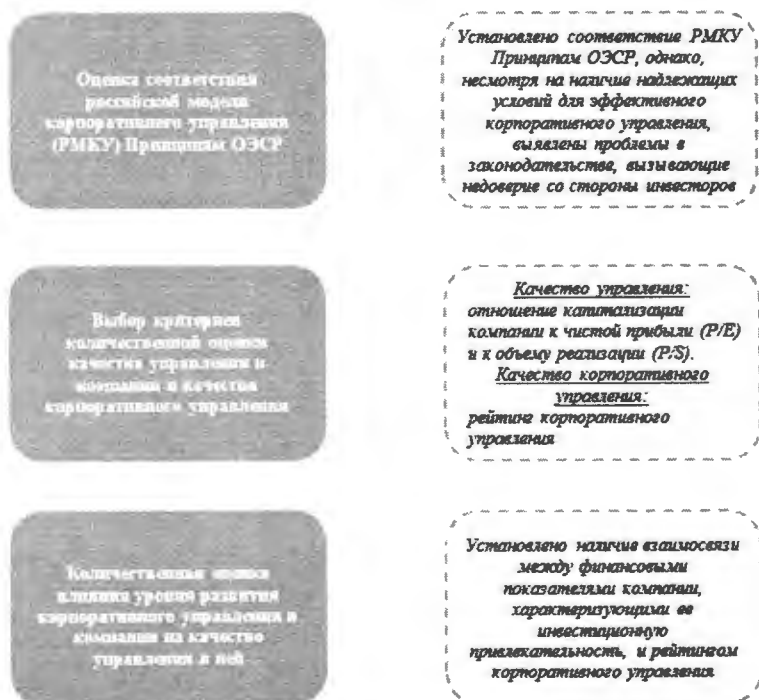 Оценка соответствия
российской модели
корпоративного управления
(РМКУ) Принципам ОЭСР
Установлено соответствие РМКУ
Принципам ОЭСР, однако,
несмотря на наличие надлежащих
условий для эффективного
корпоративного управления,
выявлены проблемы в
законодательстве, вызывающие
недоверие со стороны инвесторов
Выбор критериев
количественной оценки
качества управления в
компании и качества
корпоративного управления
Качество управления:
отношение капитализации
компании к чистой прибыли (P/E)
и к объему реализации (P/S).
Качество корпоративного
управления:
рейтинг корпоративного
управления
Количественная оценка
влияния уровня развития
корпоративного управления в
компании на качество
управления в ней
Установлено наличие взаимосвязи
между финансовыми
показателями компании,
характеризующими ее
инвестиционную
привлекательность, и рейтингом
корпоративного управления